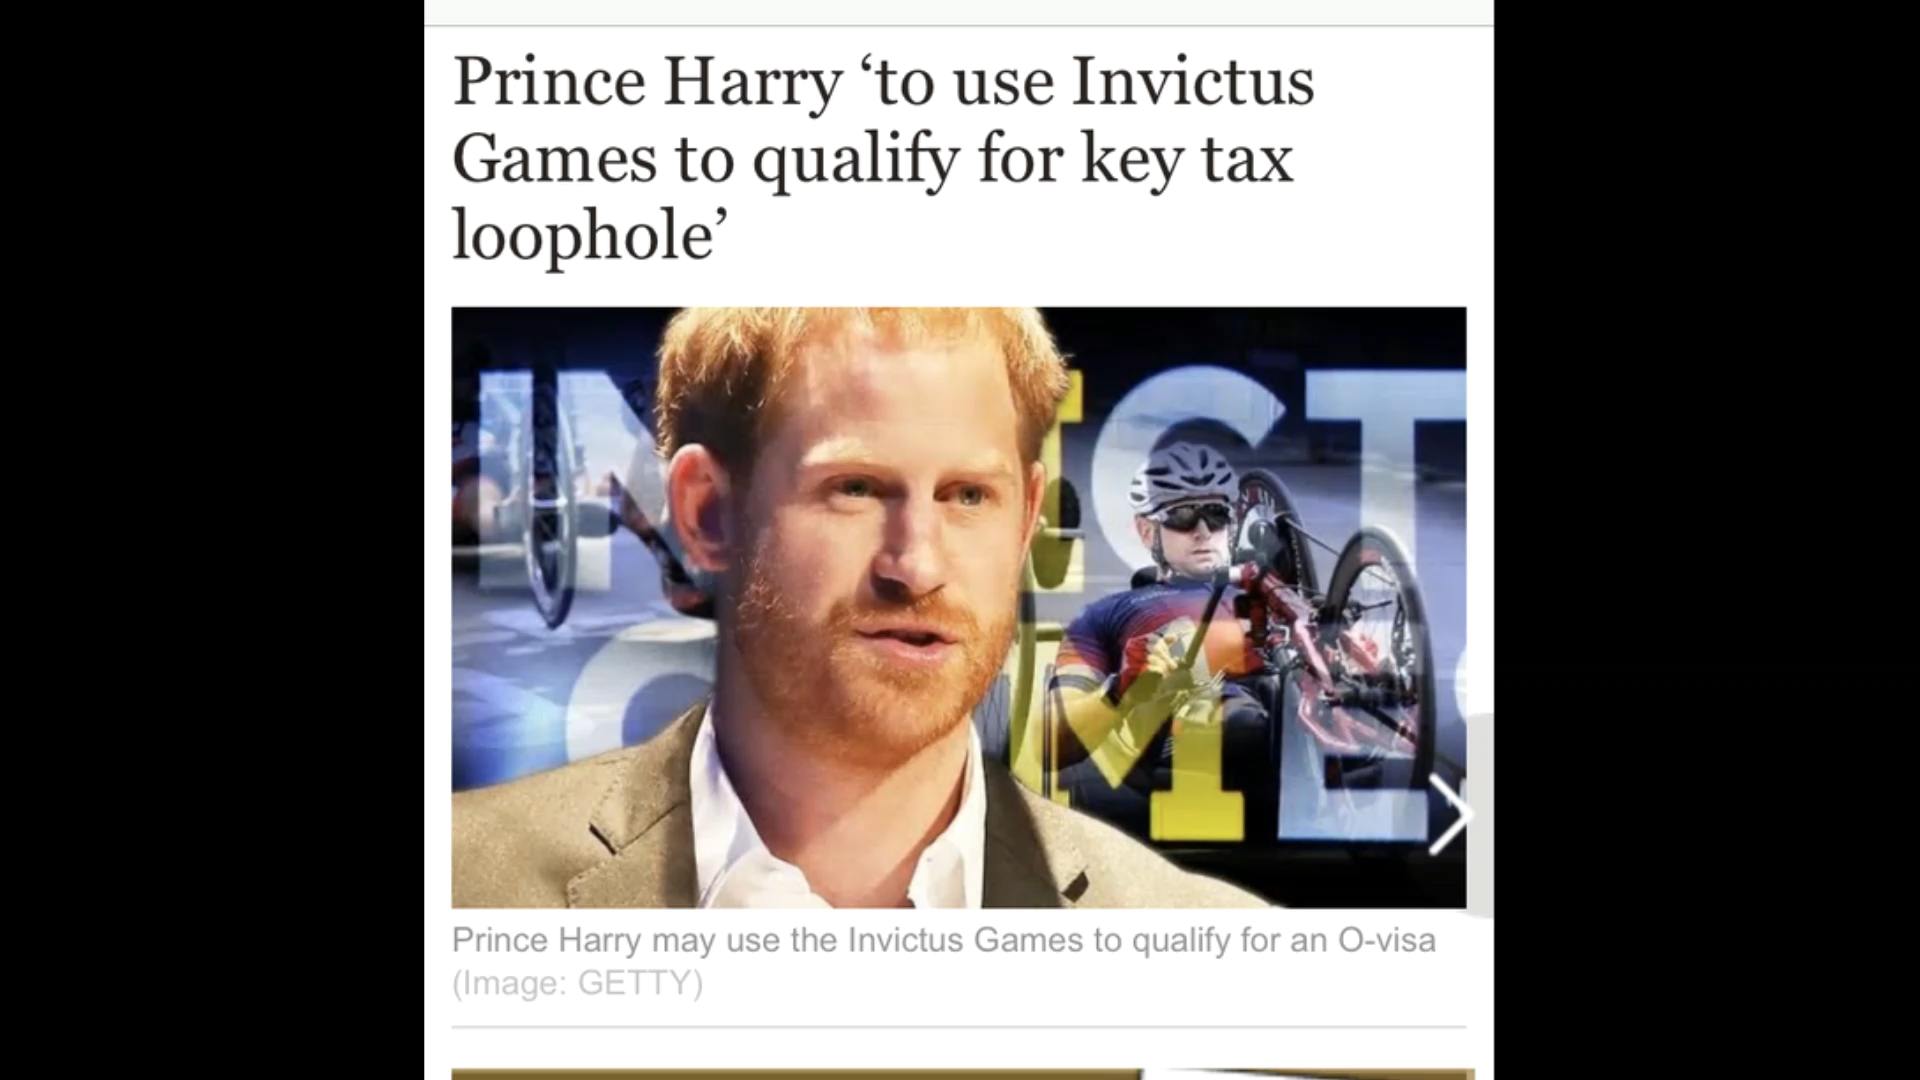 Prince Harry ‘to use Invictus
Games to qualify for key tax
loophole’
Prince Harry may use the Invictus Games to qualify for an O-visa
(Image: GETTY)